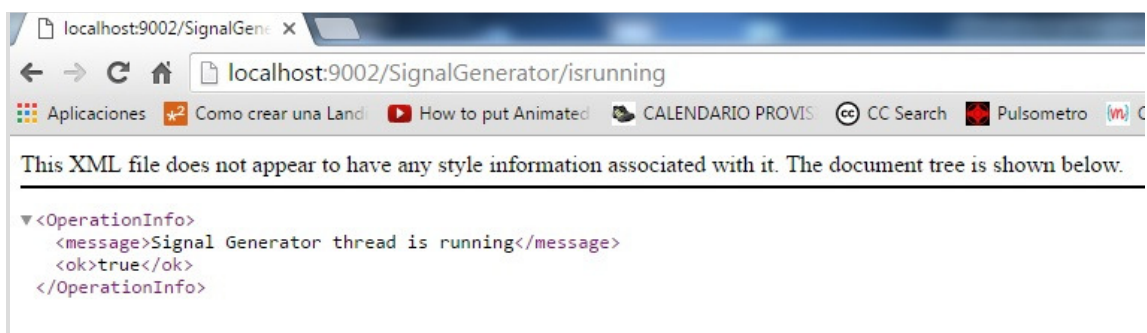 localhost:9002/SignalGene
localhost:9002/SignalGenerator/isrunning
Aplicaciones Como crear una Landi How to put Animated CALENDARIO PROVIS CC Search Pulsometro
This XML file does not appear to have any style information associated with it. The document tree is shown below.
▼<OperationInfo>
<message>Signal Generator thread is running</message>
<ok>true</ok>
</OperationInfo>